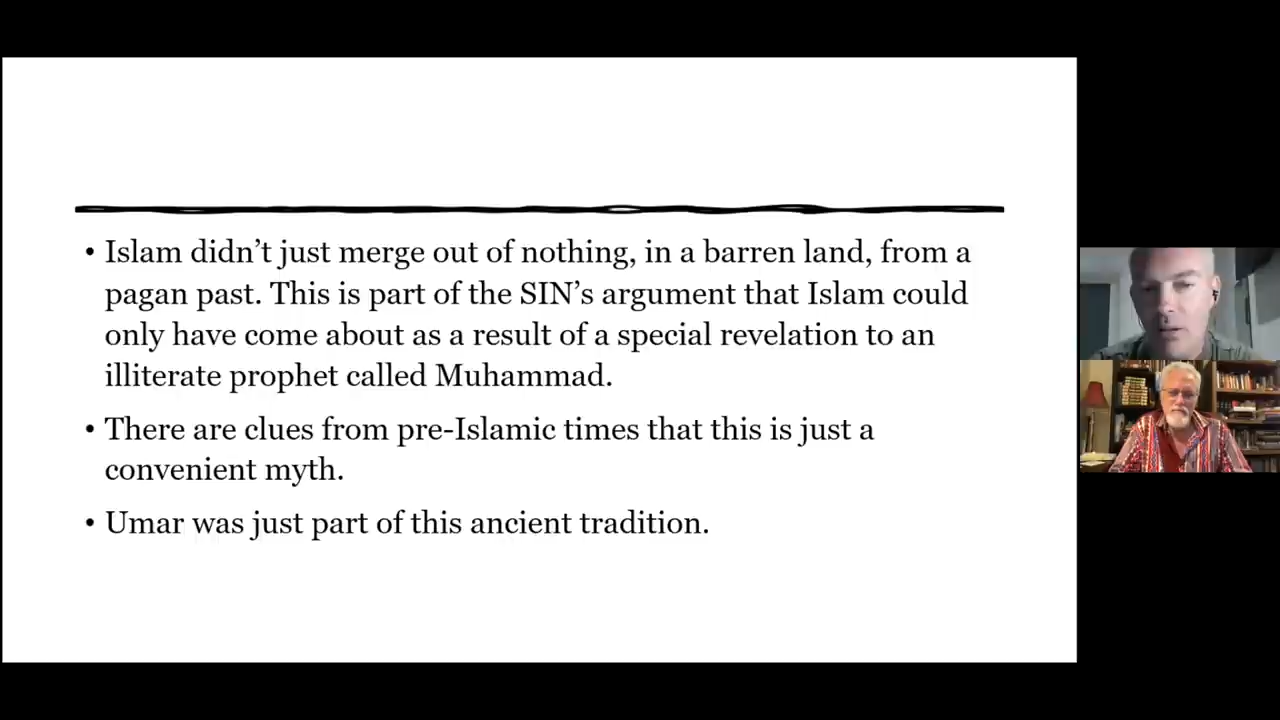 • Islam didn’t just merge out of nothing, in a barren land, from a
pagan past. This is part of the SIN’s argument that Islam could
only have come about as a result of a special revelation to an
illiterate prophet called Muhammad.
• There are clues from pre-Islamic times that this is just a
convenient myth.
• Umar was just part of this ancient tradition.